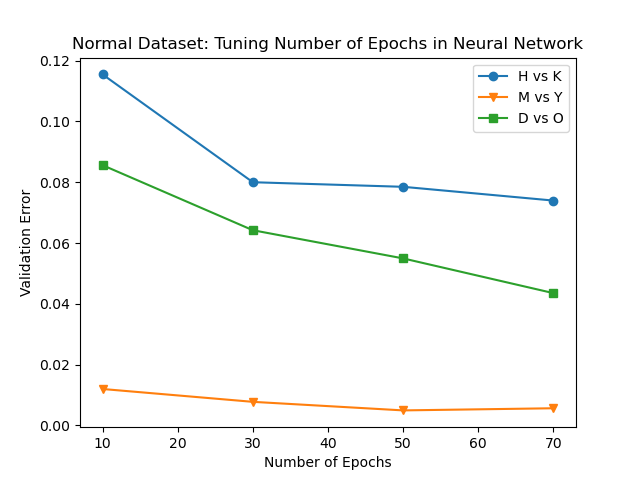 Normal Dataset: Tuning Number of Epochs in Neural Network
0.12
0.10
0.08
0.06
0.04
0.02
0.00
Validation Error
H vs K
M vs Y
D vs O
10 20 30 40 50 60 70
Number of Epochs